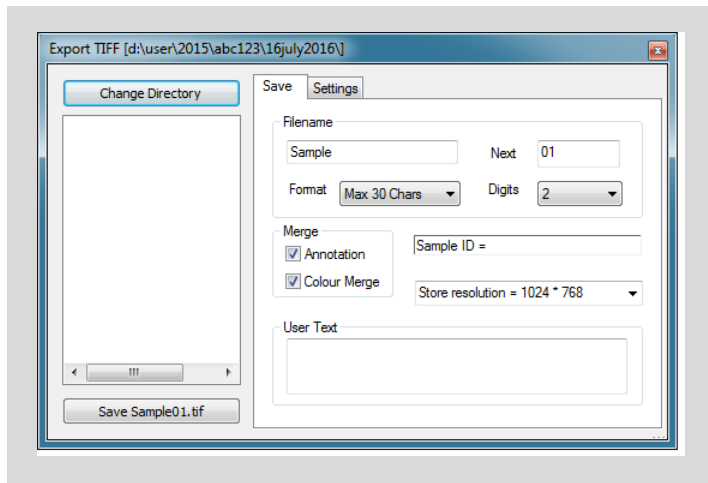 Export TIFF [d:\user\2015\abc123\16july2016\]
Change Directory
Save Settings
Filename
Sample Next 01
Format Max 30 Chars Digits 2
Merge
Annotation
Sample ID =
Colour Merge
Store resolution = 1024 * 768
User Text
Save Sample01.tif